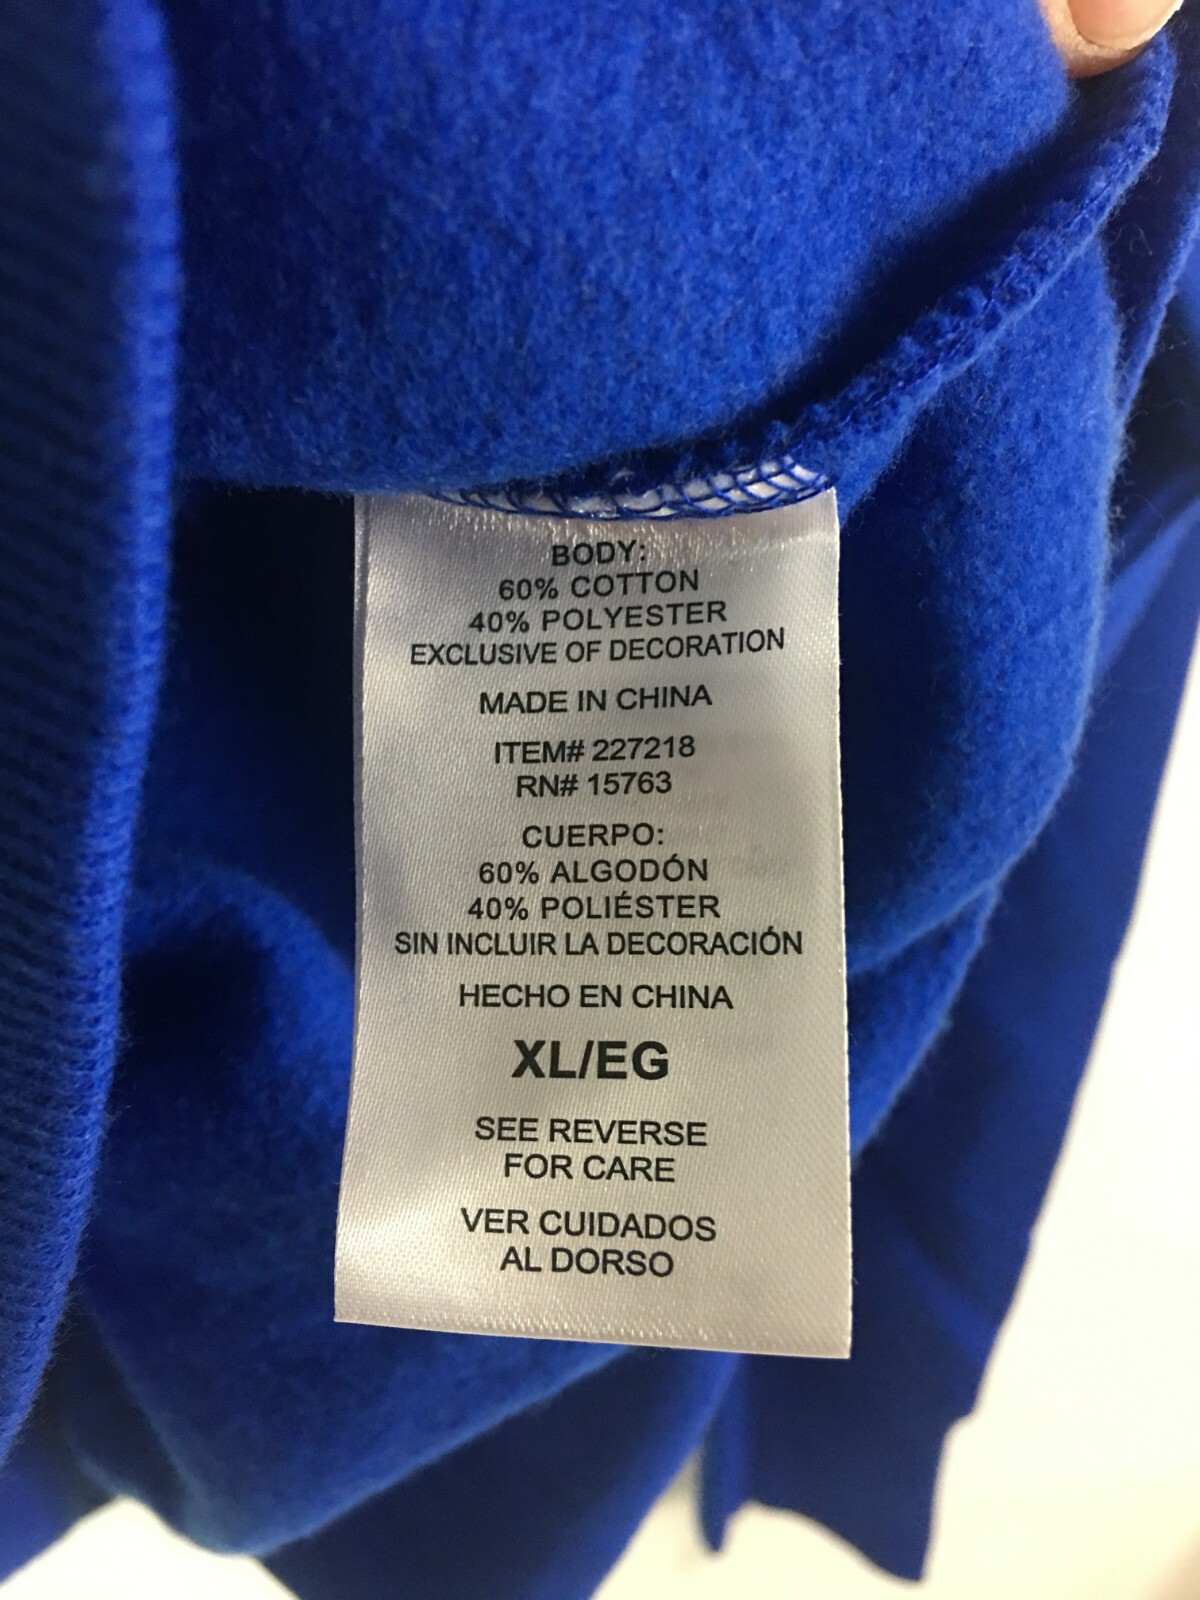 BODY:
60% COTTON
40% POLYESTER
EXCLUSIVE OF DECORATION
MADE IN CHINA
ITEM# 227218
RN# 15763
CUERPO:
60% ALGODÓN
40% POLIÉSTER
SIN INCLUIR LA DECORACIÓN
HECHO EN CHINA
XL/EG
SEE REVERSE
FOR CARE
VER CUIDADOS
AL DORSO